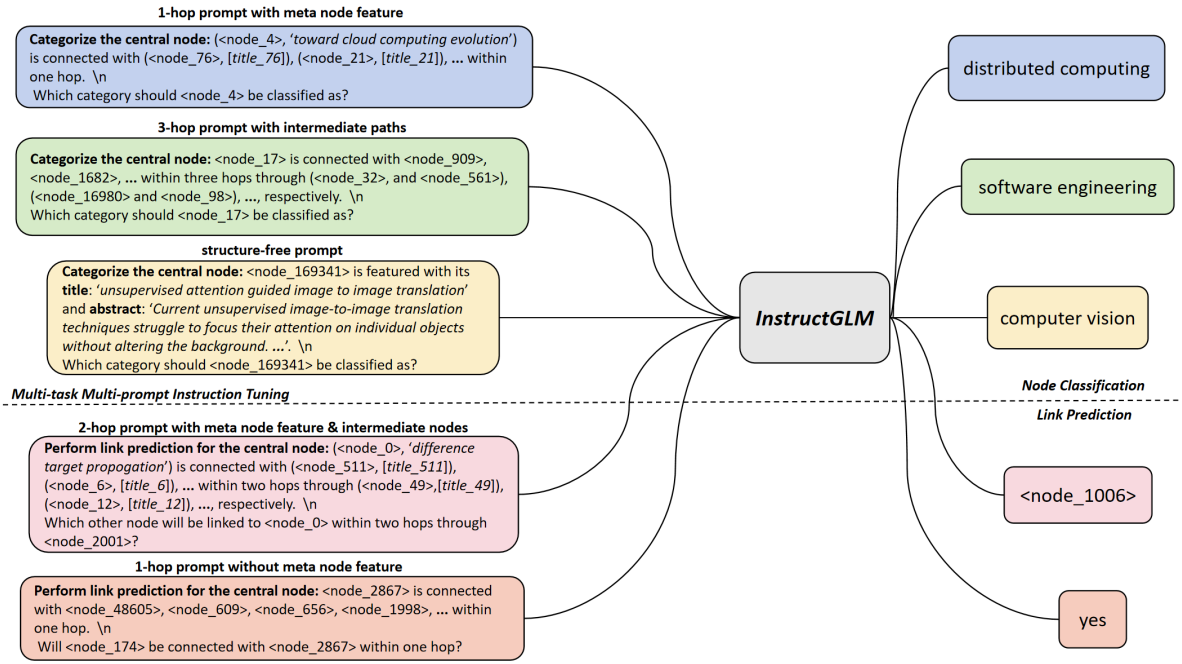 1-hop prompt with meta node feature
Categorize the central node: (<node_4>, ‘toward cloud computing evolution’)
is connected with (<node_76>, [title_76]), (<node_21>, [title_21]), ... within
one hop. \n
Which category should <node_4> be classified as?
3-hop prompt with intermediate paths
Categorize the central node: <node_17> is connected with <node_909>,
<node_1682>, ... within three hops through (<node_32>, and <node_561>),
(<node_16980> and <node_98>), ..., respectively. \n
Which category should <node_17> be classified as?
structure-free prompt
Categorize the central node: <node_169341> is featured with its
title: ‘unsupervised attention guided image to image translation’
and abstract: ‘Current unsupervised image-to-image translation
techniques struggle to focus their attention on individual objects
without altering the background. ...’. \n
Which category should <node_169341> be classified as?
Multi-task Multi-prompt Instruction Tuning
2-hop prompt with meta node feature & intermediate nodes
Perform link prediction for the central node: (<node_0>, ‘difference
target propogation’) is connected with (<node_511>, [title_511]),
(<node_6>, [title_6]), ... within two hops through (<node_49>,[title_49]),
(<node_12>, [title_12]), ..., respectively. \n
Which other node will be linked to <node_0> within two hops through
<node_2001>?
1-hop prompt without meta node feature
Perform link prediction for the central node: <node_2867> is connected
with <node_48605>, <node_609>, <node_656>, <node_1998>, ... within
one hop. \n
Will <node_174> be connected with <node_2867> within one hop?
InstructGLM
distributed computing
software engineering
computer vision
Node Classification
Link Prediction
<node_1006>
yes